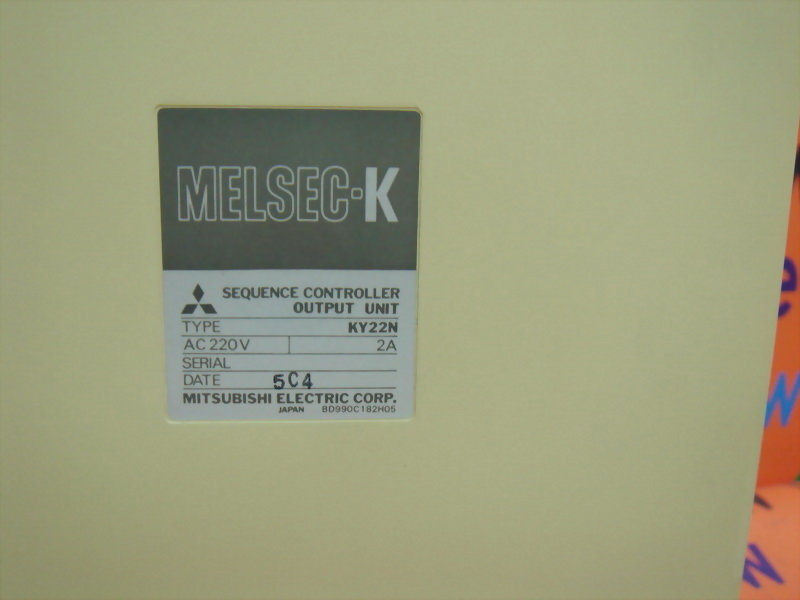 MELSEC-K
SEQUENCE CONTROLLER
OUTPUT UNIT
TYPE KY22N
AC 220V 2A
SERIAL
DATE 5C4
MITSUBISHI ELECTRIC CORP.
JAPAN BD990C182H05